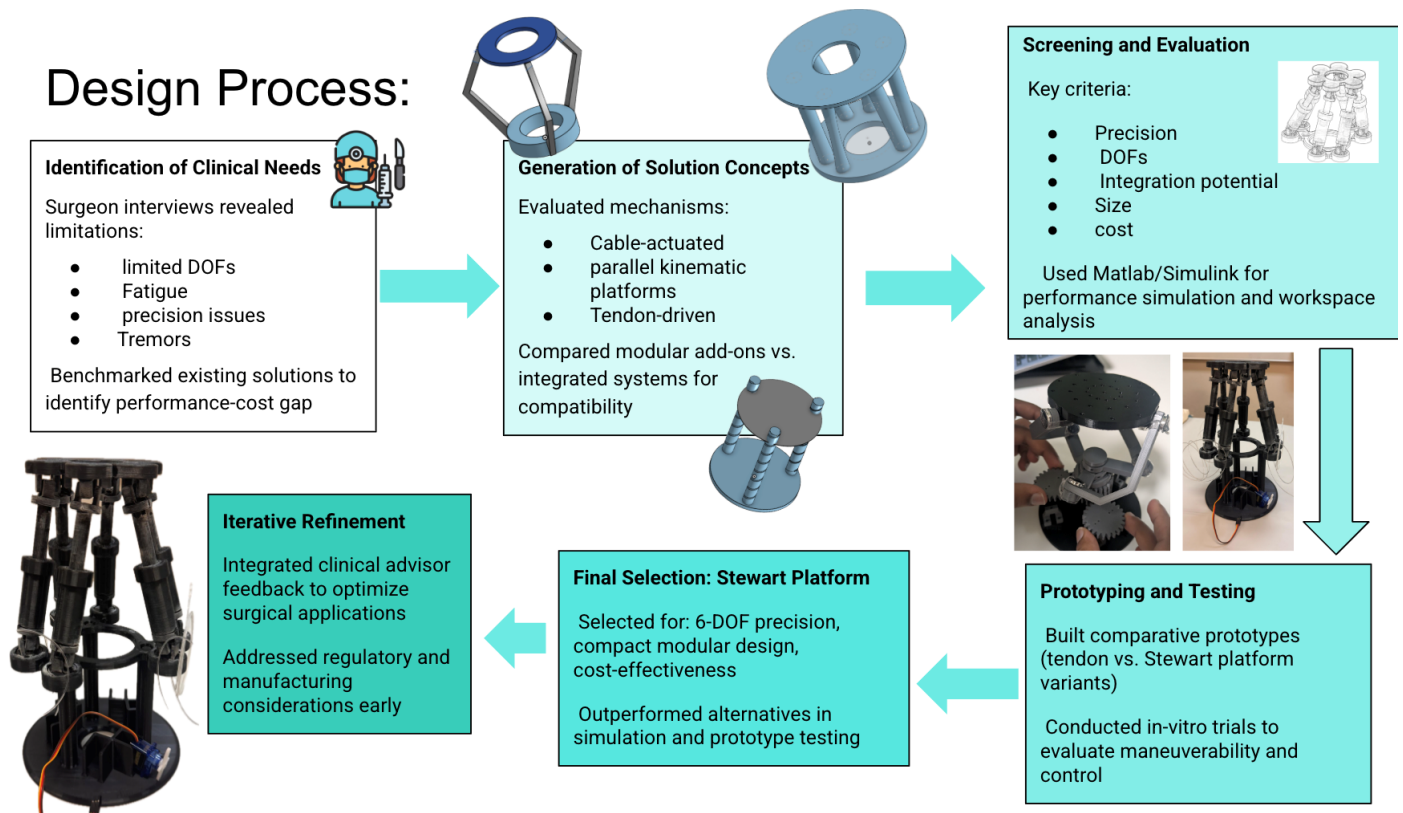 Design Process:
Identification of Clinical Needs
Surgeon interviews revealed
limitations:
● limited DOFs
● Fatigue
● precision issues
● Tremors
Benchmarked existing solutions to
identify performance-cost gap
Generation of Solution Concepts
Evaluated mechanisms:
● Cable-actuated
● parallel kinematic
platforms
● Tendon-driven
Compared modular add-ons vs.
integrated systems for
compatibility
Screening and Evaluation
Key criteria:
● Precision
● DOFs
● Integration potential
● Size
● cost
Used Matlab/Simulink for
performance simulation and workspace
analysis
Prototyping and Testing
Built comparative prototypes
(tendon vs. Stewart platform
variants)
Conducted in-vitro trials to
evaluate maneuverability and
control
Final Selection: Stewart Platform
Selected for: 6-DOF precision,
compact modular design,
cost-effectiveness
Outperformed alternatives in
simulation and prototype testing
Iterative Refinement
Integrated clinical advisor
feedback to optimize
surgical applications
Addressed regulatory and
manufacturing
considerations early